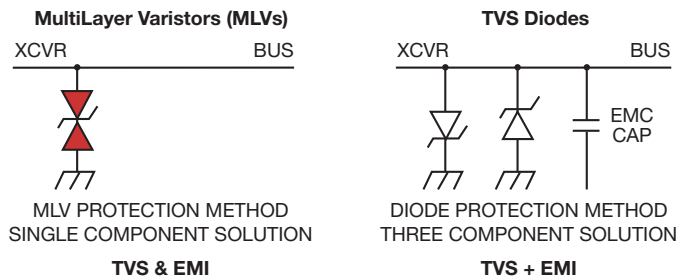 MultiLayer Varistors (MLVs)
XCVR BUS
MLV PROTECTION METHOD
SINGLE COMPONENT SOLUTION
TVS & EMI
TVS Diodes
XCVR BUS
EMC
CAP
DIODE PROTECTION METHOD
THREE COMPONENT SOLUTION
TVS + EMI